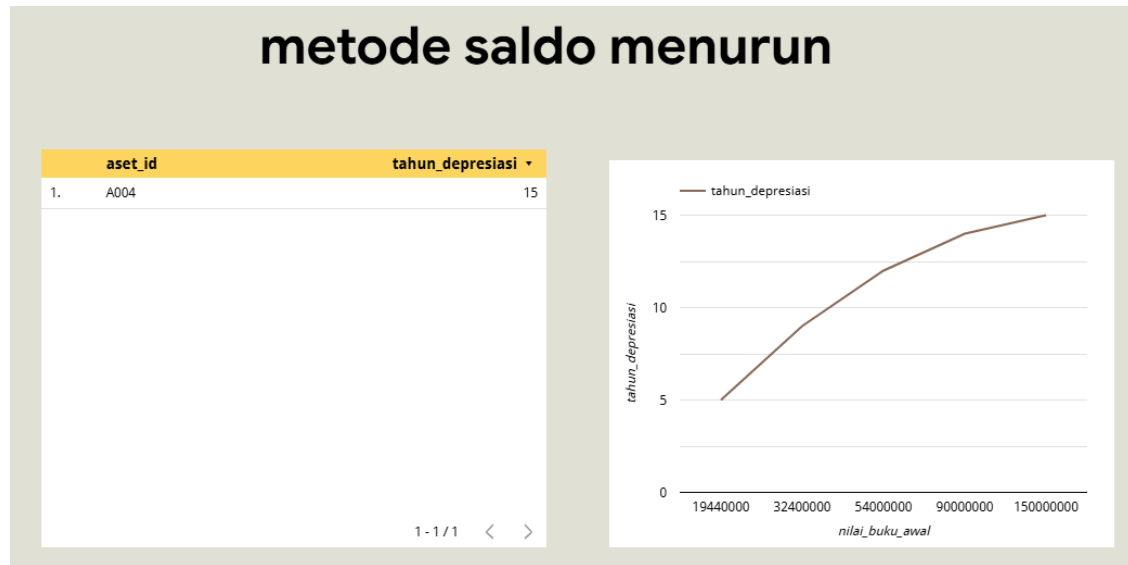 metode saldo menurun
aset_id tahun_depresiasi
1. A004 15
1 - 1 / 1
tahun_depresiasi
15
10
5
0
tahun_depresiasi
19440000 32400000 54000000 90000000 150000000
nilai_buku_awal